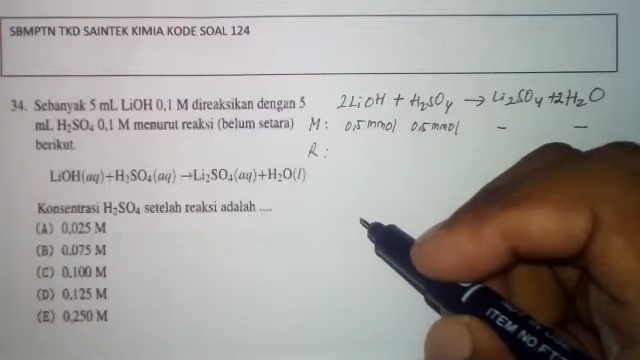 SBMPTN TKD SAINTEK KIMIA KODE SOAL 124
34. Sebanyak 5 mL LiOH 0,1 M direaksikan dengan 5
mL H₂SO₄ 0,1 M menurut reaksi (belum setara)
berikut.
LiOH(aq)+H₂SO₄(aq) →Li₂SO₄(aq)+H₂O(l)
Konsentrasi H₂SO₄ setelah reaksi adalah ....
(A) 0,025 M
(B) 0.075 M
(C) 0,100 M
(D) 0,125 M
(E) 0,250 M
2LiOH + H₂SO₄ → Li₂SO₄ + 2H₂O
M : 0,5 mmol 0,5 mmol - -
R :
ITEM NO F